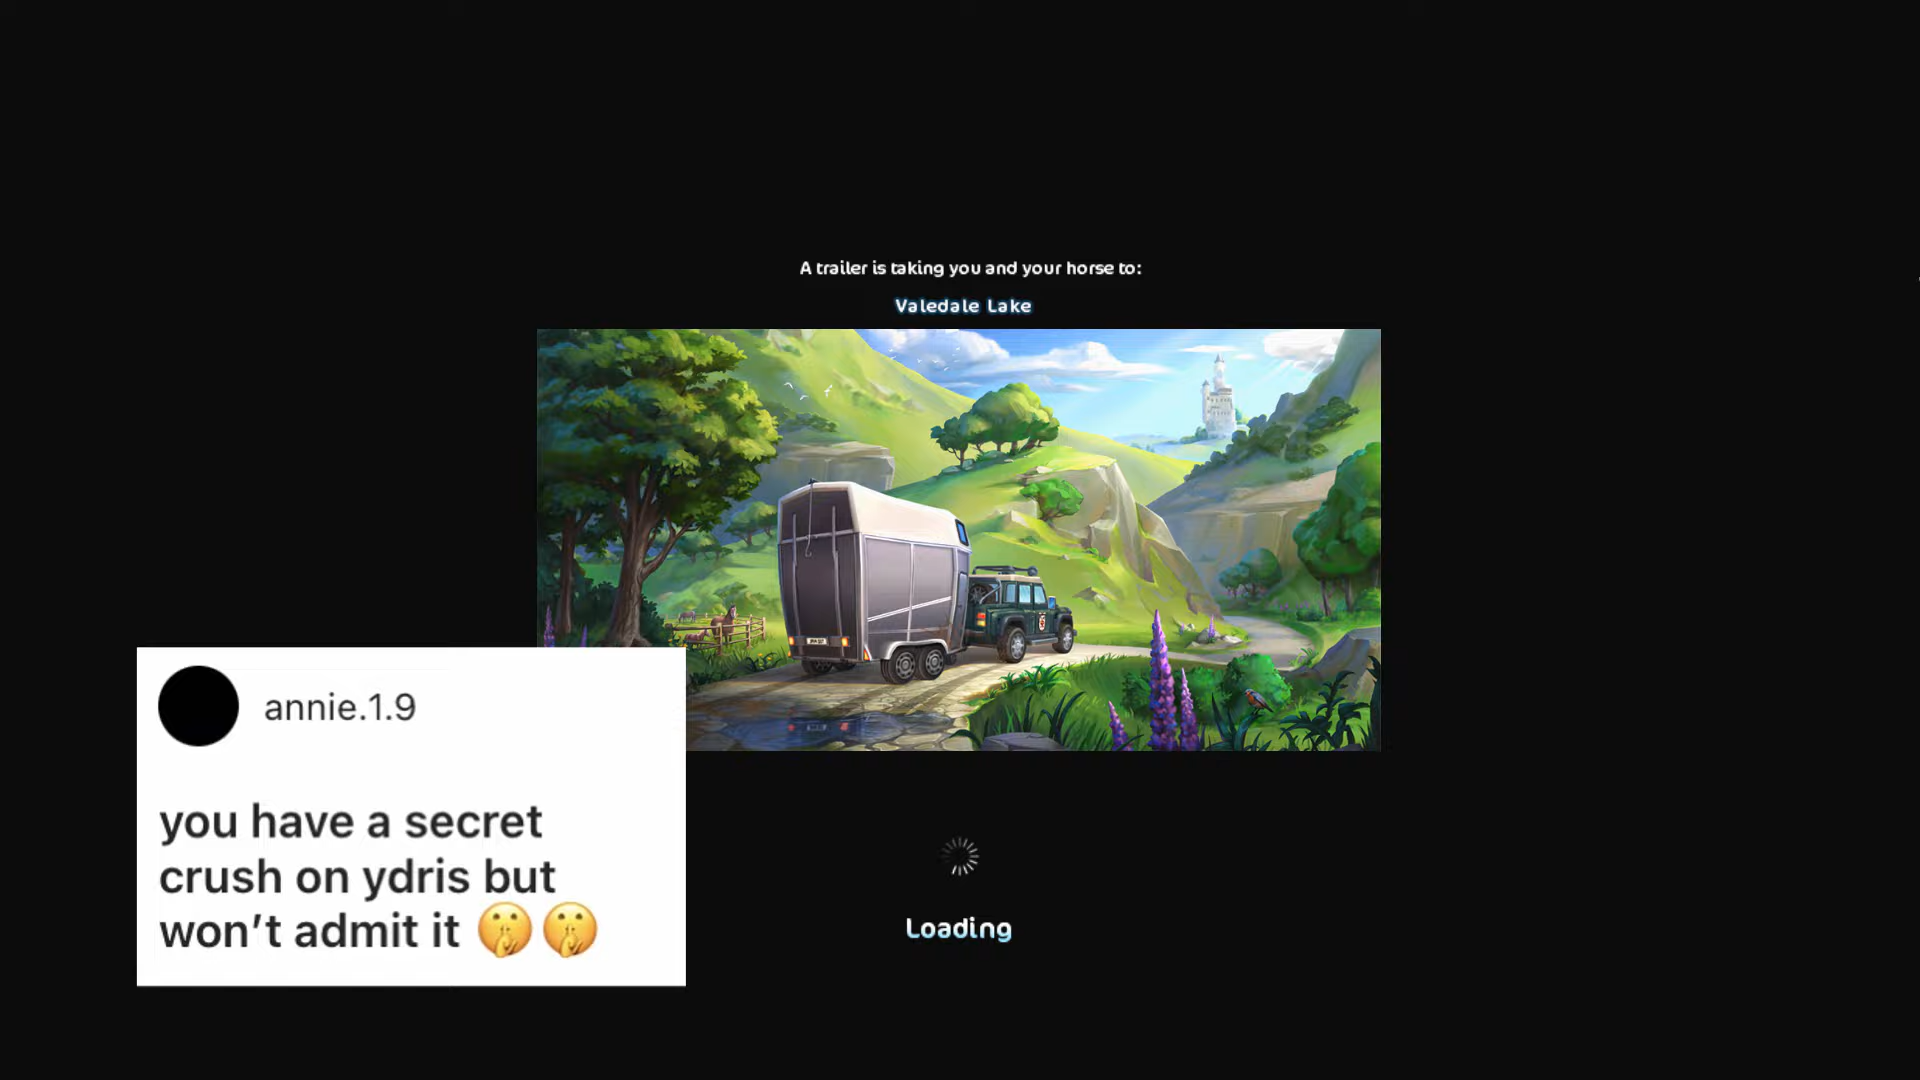 A trailer is taking you and your horse to:
Valedale Lake
annie.1.9
you have a secret
crush on ydris but
won’t admit it 🤫🤫
Loading